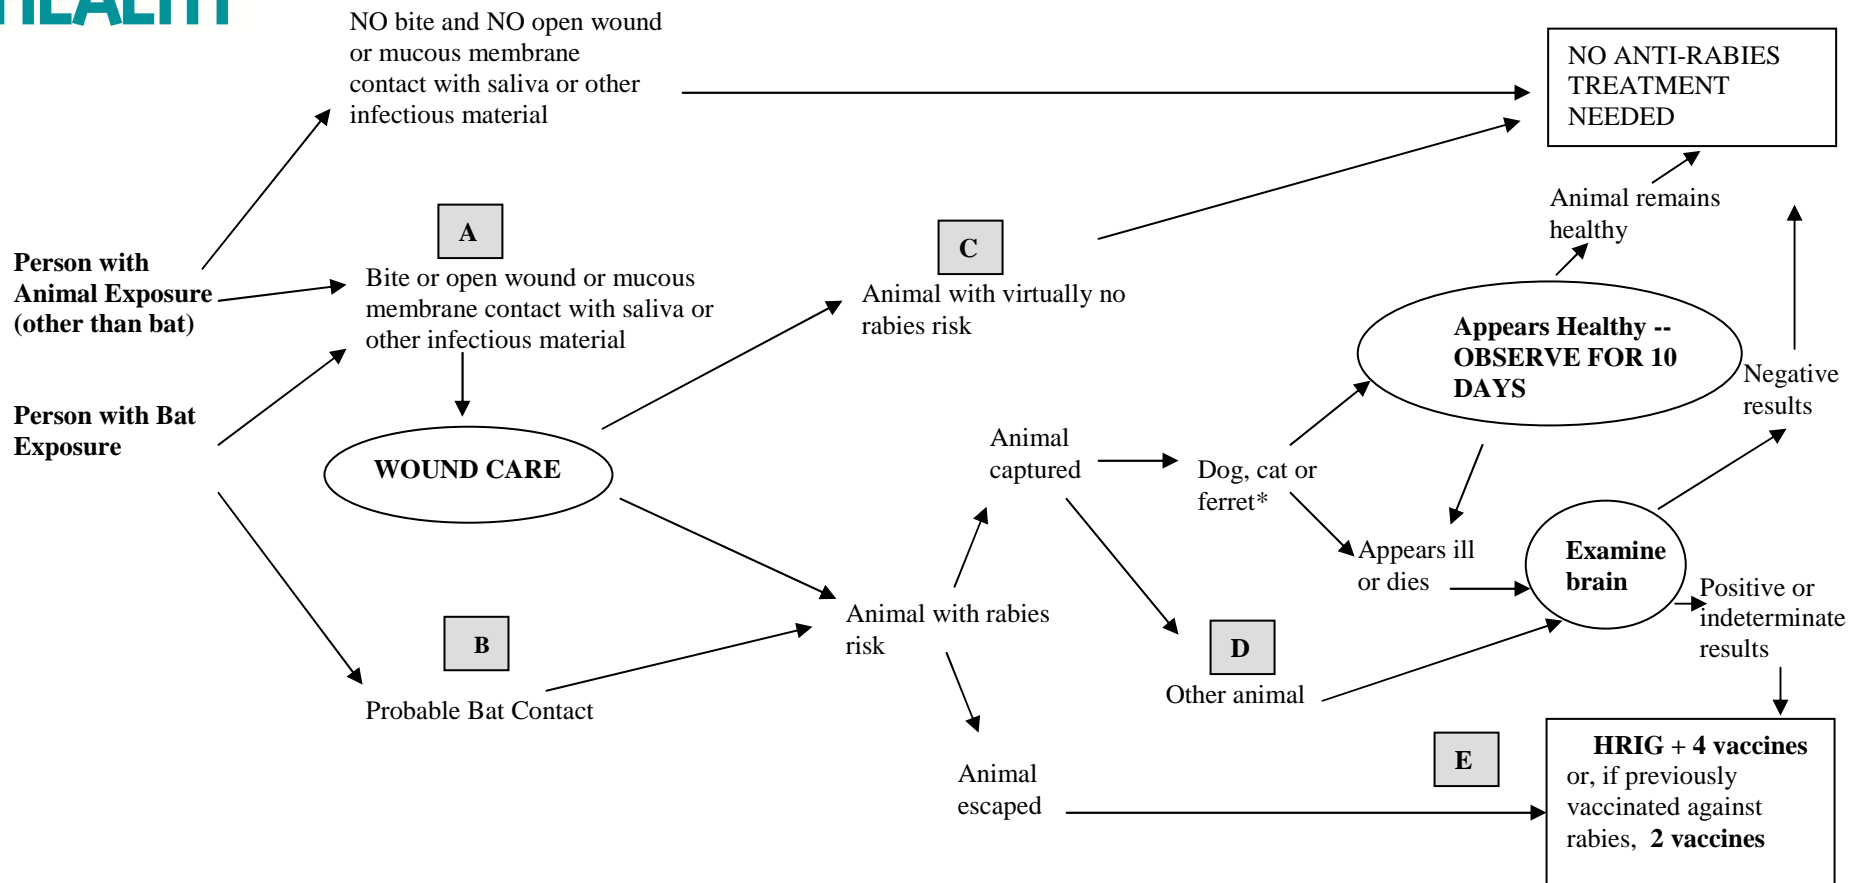 HEALTH
NO bite and NO open wound
or mucous membrane
contact with saliva or other
infectious material
NO ANTI-RABIES
TREATMENT
NEEDED
Animal remains
healthy
A
C
Person with
Animal Exposure
(other than bat)
Bite or open wound or mucous
membrane contact with saliva or
other infectious material
Animal with virtually no
rabies risk
Appears Healthy --
OBSERVE FOR 10
DAYS
Negative
results
Person with Bat
Exposure
WOUND CARE
Animal
captured
Dog, cat or
ferret*
Appears ill
or dies
Examine
brain
Positive or
indeterminate
results
Animal with rabies
risk
B
Probable Bat Contact
D
Other animal
E
Animal
escaped
HRIG + 4 vaccines
or, if previously
vaccinated against
rabies, 2 vaccines